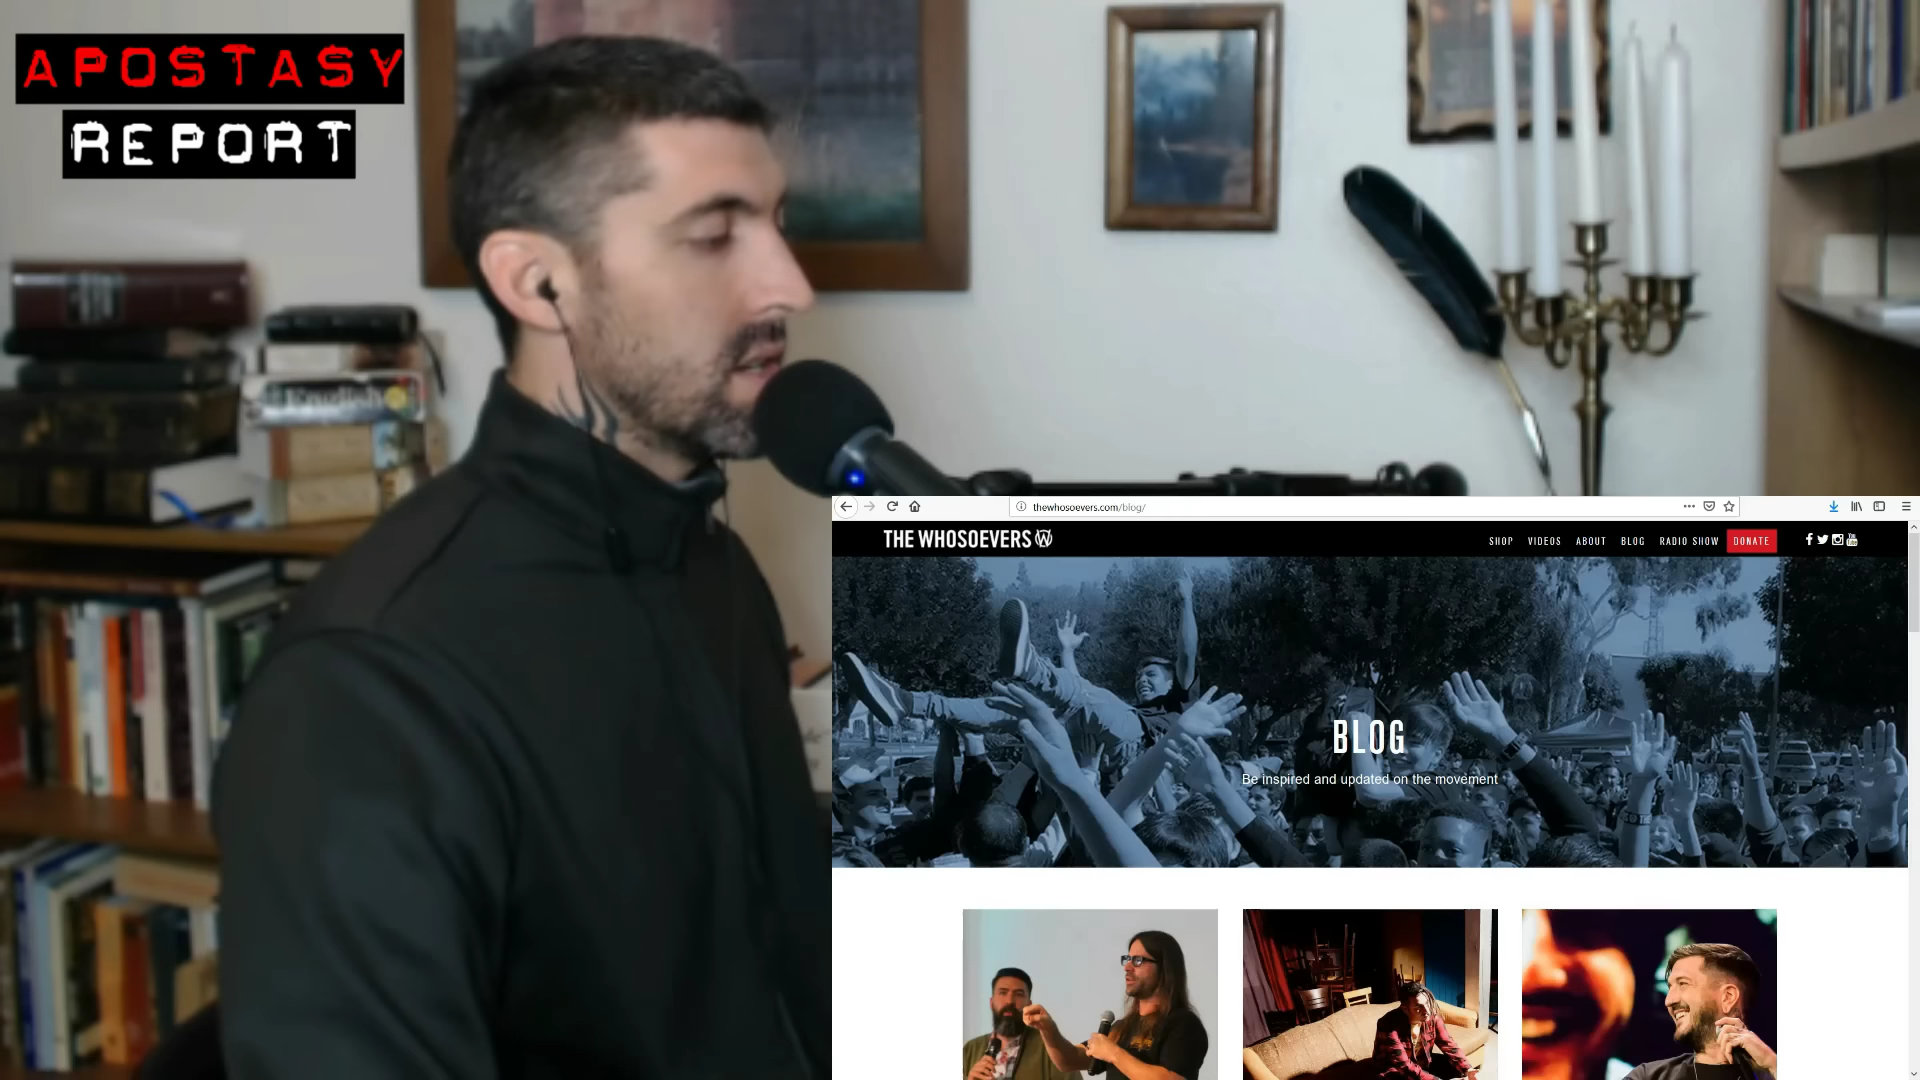 APOSTASY
REPORT
English
thewhosoevers.com/blog/
THE WHOSOEVERS
SHOP VIDEOS ABOUT BLOG RADIO SHOW DONATE
BLOG
Be inspired and updated on the movement